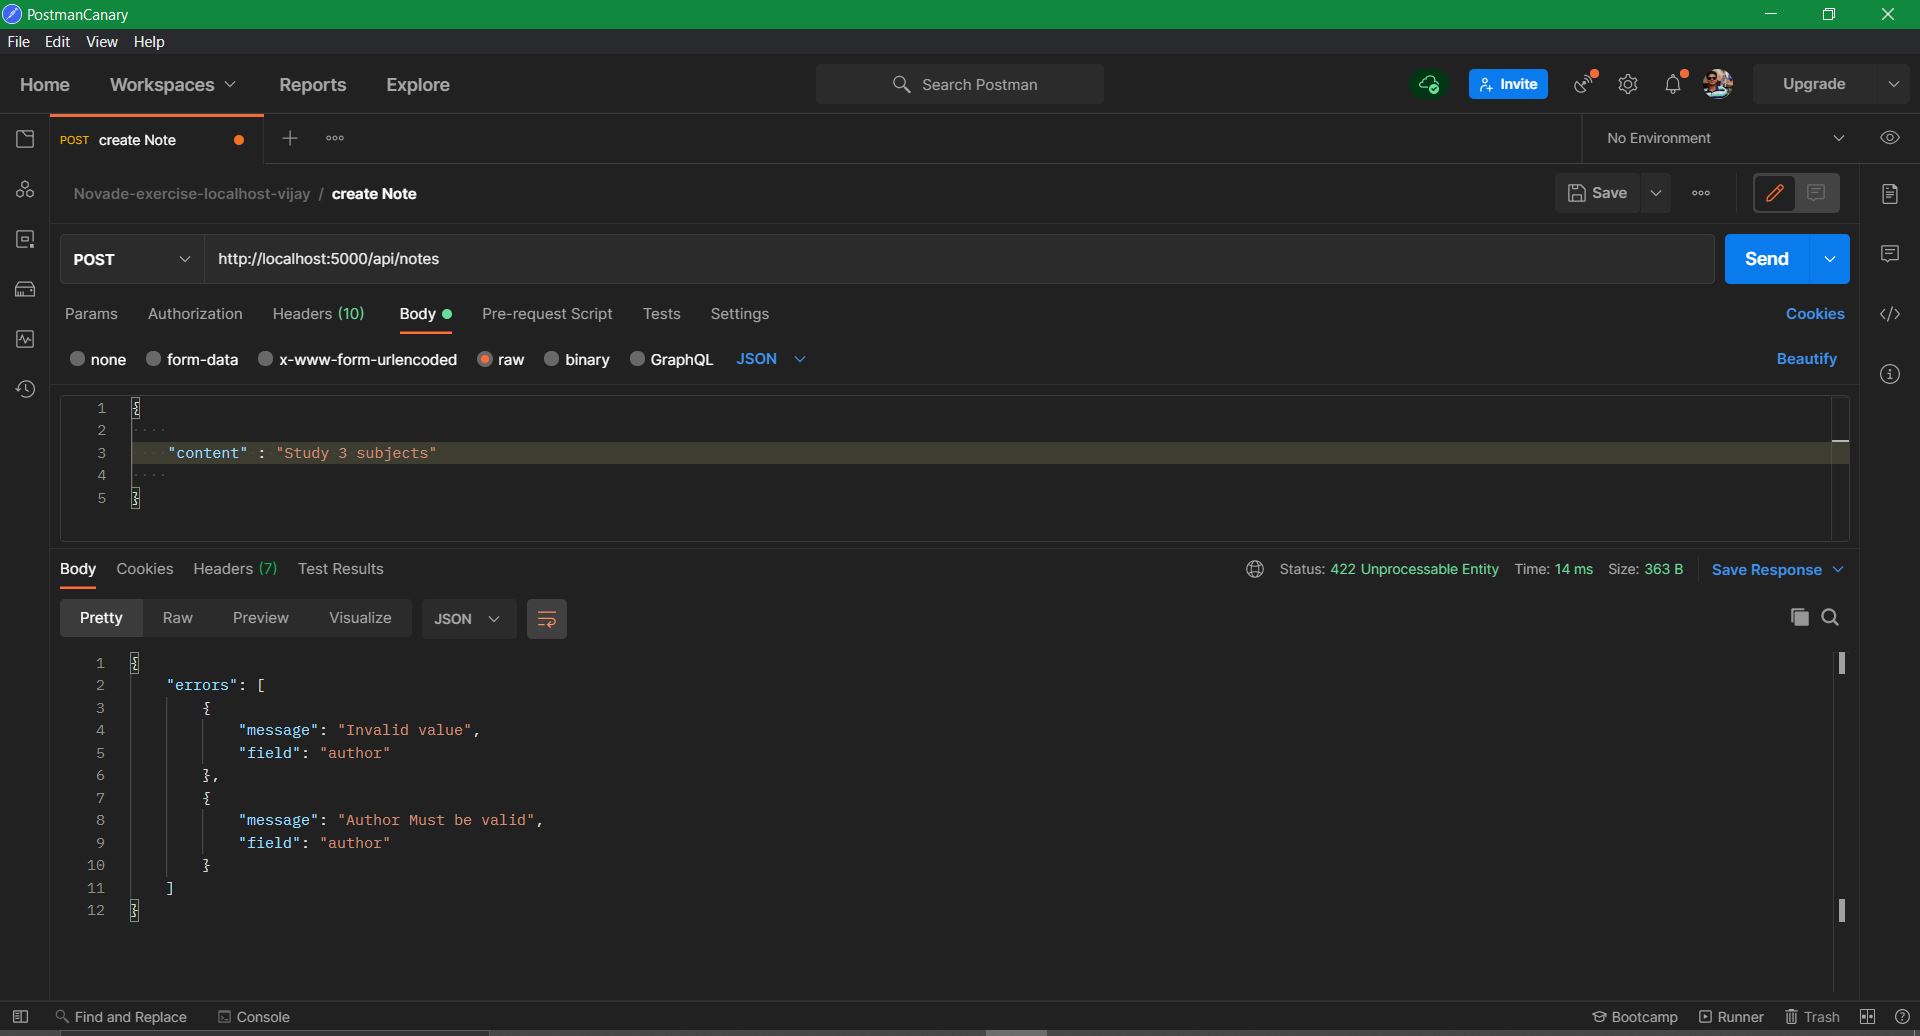 PostmanCanary
File Edit View Help
Home Workspaces Reports Explore Search Postman Invite Upgrade
POST create Note No Environment
Novade-exercise-localhost-vijay / create Note Save
POST http://localhost:5000/api/notes Send
Params Authorization Headers (10) Body Pre-request Script Tests Settings Cookies
none form-data x-www-form-urlencoded raw binary GraphQL JSON Beautify
1 {
2
3 "content" : "Study 3 subjects"
4
5 }
Body Cookies Headers (7) Test Results Status: 422 Unprocessable Entity Time: 14 ms Size: 363 B Save Response
Pretty Raw Preview Visualize JSON
1 {
2 "errors": [
3 {
4 "message": "Invalid value",
5 "field": "author"
6 },
7 {
8 "message": "Author Must be valid",
9 "field": "author"
10 }
11 ]
12 }
Find and Replace Console Bootcamp Runner Trash